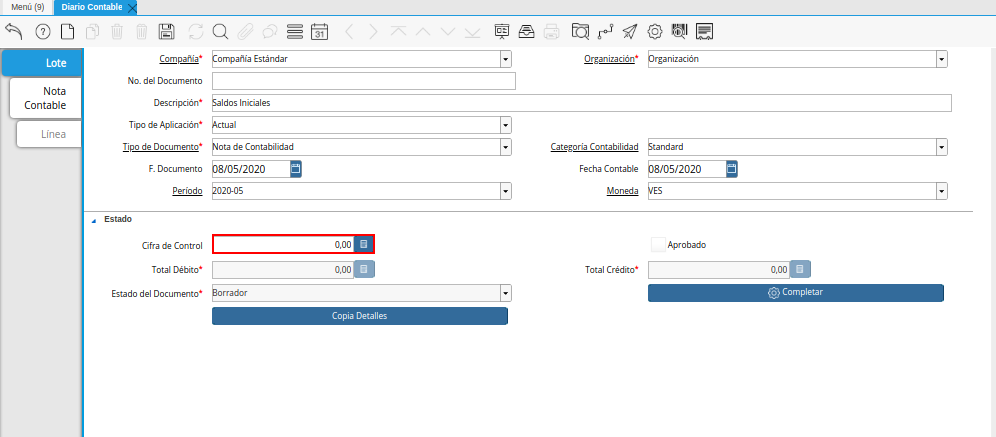 Menú (9) Diario Contable
31
Lote
Nota Contable
Línea
Compañía* Compañía Estándar Organización* Organización
No. del Documento
Descripción* Saldos Iniciales
Tipo de Aplicación* Actual
Tipo de Documento* Nota de Contabilidad Categoría Contabilidad Standard
F. Documento 08/05/2020 Fecha Contable 08/05/2020
Período 2020-05 Moneda VES
Estado
Cifra de Control 0,00 Aprobado
Total Débito* 0,00 Total Crédito* 0,00
Estado del Documento* Borrador Completar
Copia Detalles